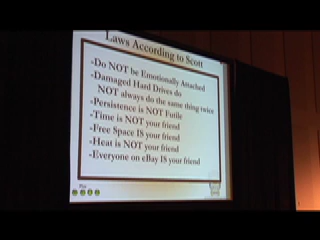 Laws According to Scott
-Do NOT be Emotionally Attached
-Damaged Hard Drives do
NOT always do the same thing twice
-Persistence is NOT Futile
-Time is NOT your friend
-Free Space IS your friend
-Heat is NOT your friend
-Everyone on eBay IS your friend